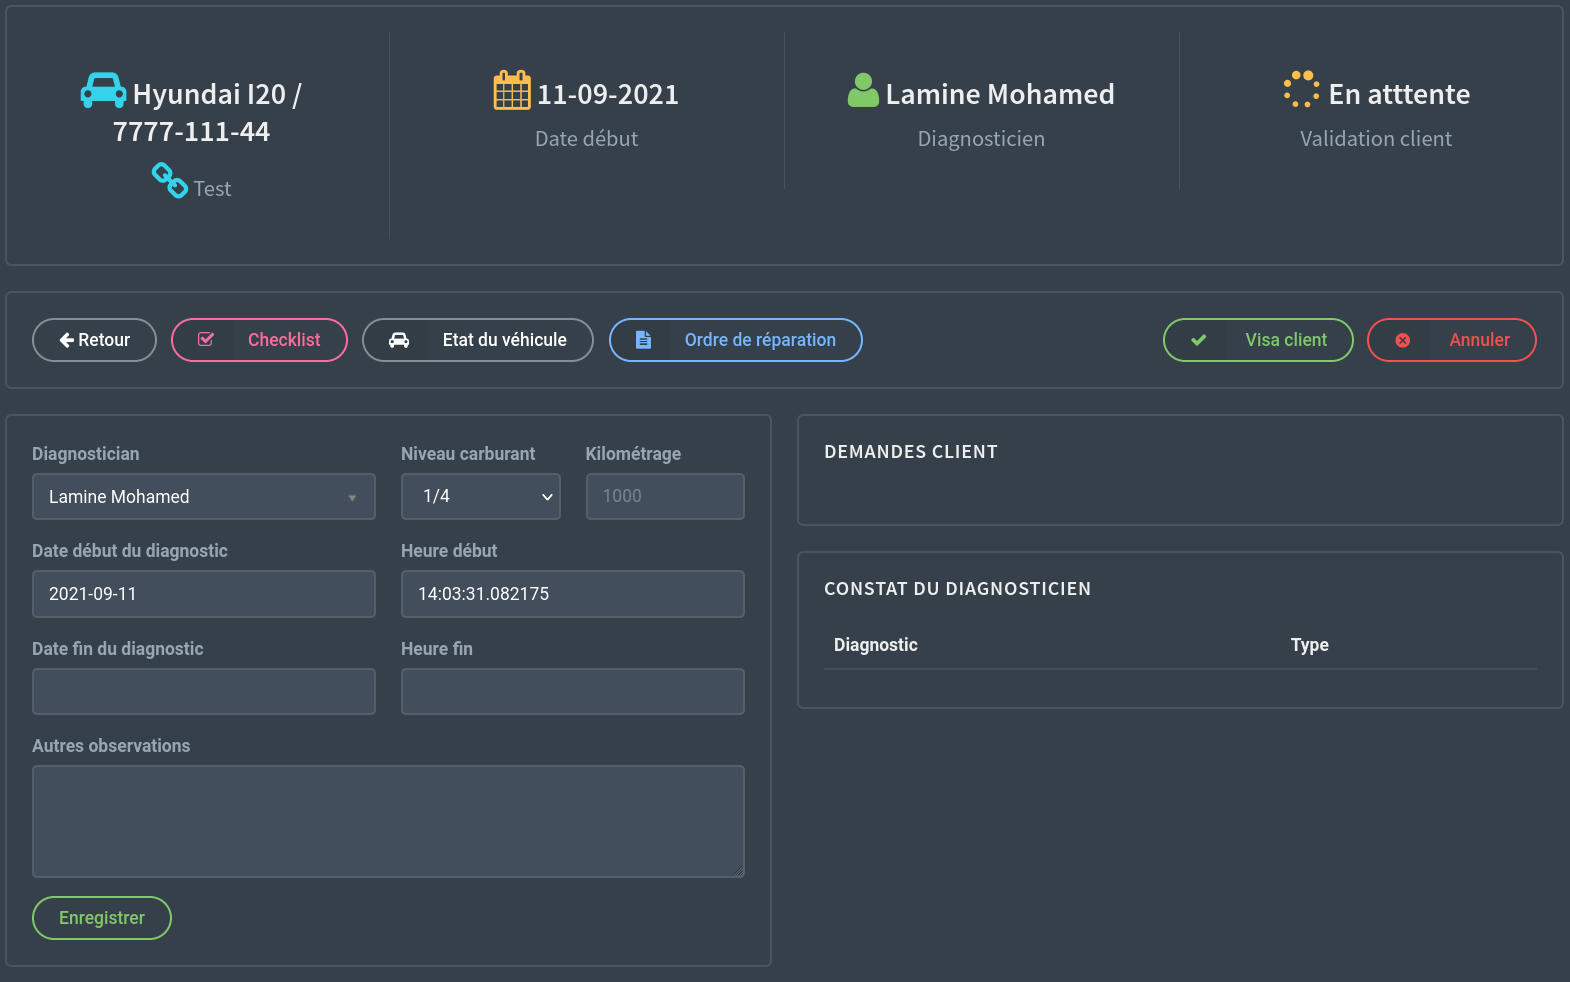 Hyundai I20 /
7777-111-44
Test
11-09-2021
Date début
Lamine Mohamed
Diagnosticien
En atttente
Validation client
Retour
Checklist
Etat du véhicule
Ordre de réparation
Visa client
Annuler
Diagnostician
Niveau carburant
Kilométrage
Lamine Mohamed
1/4
1000
Date début du diagnostic
Heure début
2021-09-11
14:03:31.082175
Date fin du diagnostic
Heure fin
Autres observations
Enregistrer
DEMANDES CLIENT
CONSTAT DU DIAGNOSTICIEN
Diagnostic
Type